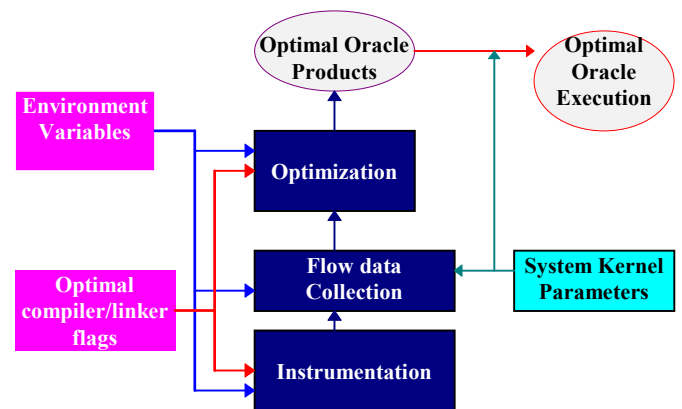 Optimal Oracle
Products
Optimal
Oracle
Execution
Environment
Variables
Optimization
Flow data
Collection
System Kernel
Parameters
Optimal
compiler/linker
flags
Instrumentation